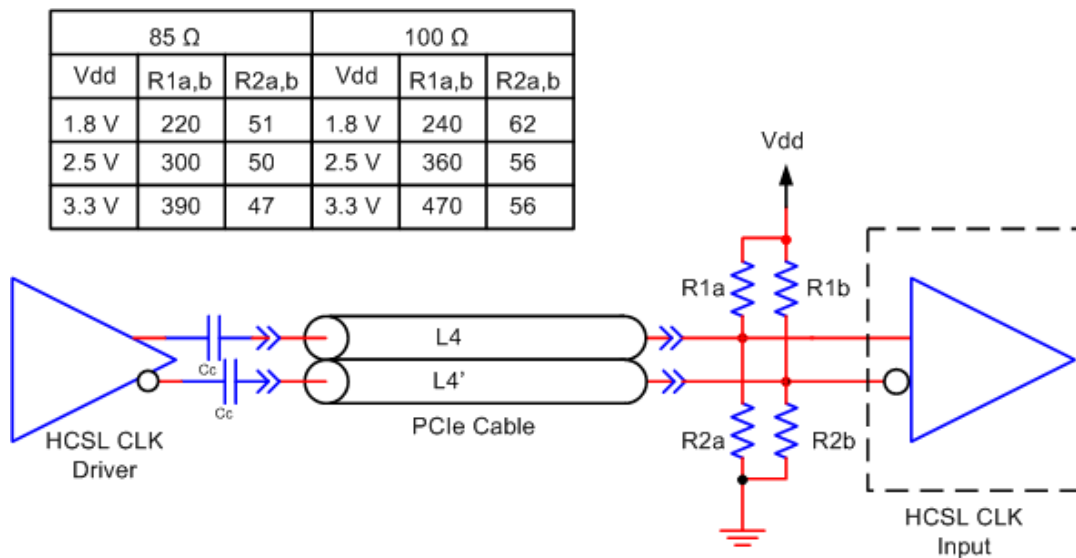 85 Ω 100 Ω
Vdd R1a,b R2a,b Vdd R1a,b R2a,b
1.8 V 220 51 1.8 V 240 62
2.5 V 300 50 2.5 V 360 56
3.3 V 390 47 3.3 V 470 56
Vdd
R1a R1b
L4
Cc
L4’
Cc
PCIe Cable
R2a R2b
HCSL CLK
Driver
HCSL CLK
Input